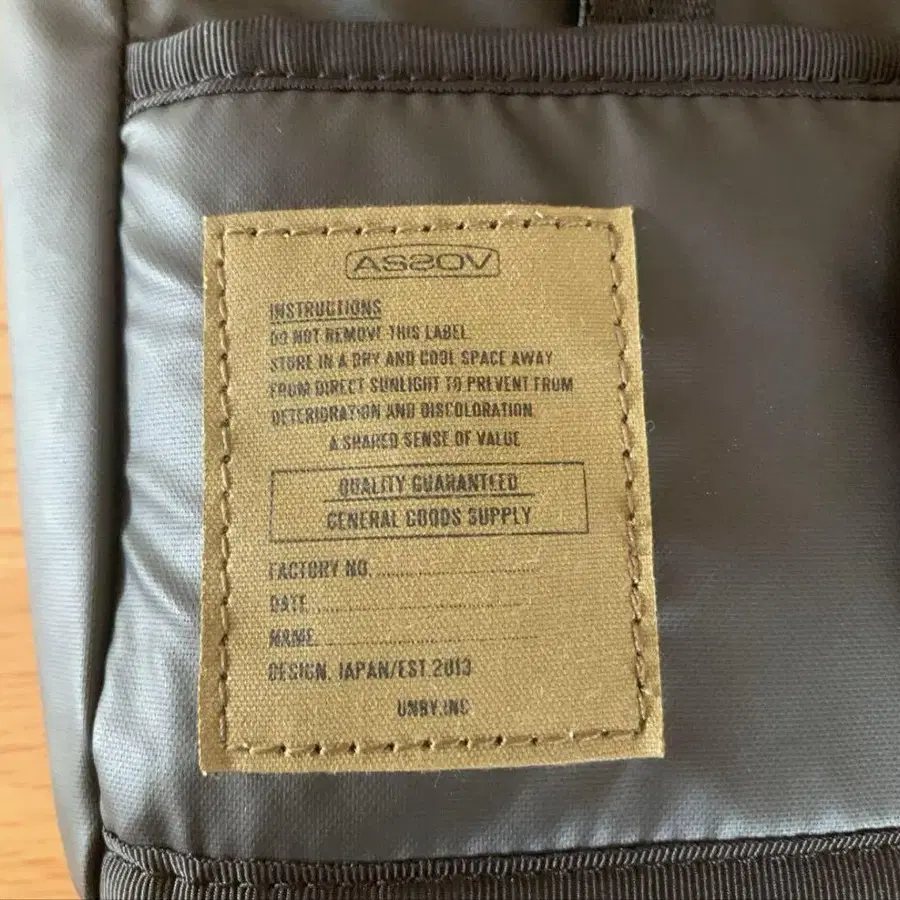 ASSOV
INSTRUCTIONS
DO NOT REMOVE THIS LABEL
STORE IN A DRY AND COOL SPACE AWAY
FROM DIRECT SUNLIGHT TO PREVENT FROM
DETERIORATION AND DISCOLORATION
A SHARED SENSE OF VALUE
QUALITY GUARANTEED
GENERAL GOODS SUPPLY
FACTORY NO.
DATE
NAME
DESIGN. JAPAN/EST.2013
UNBY.INC